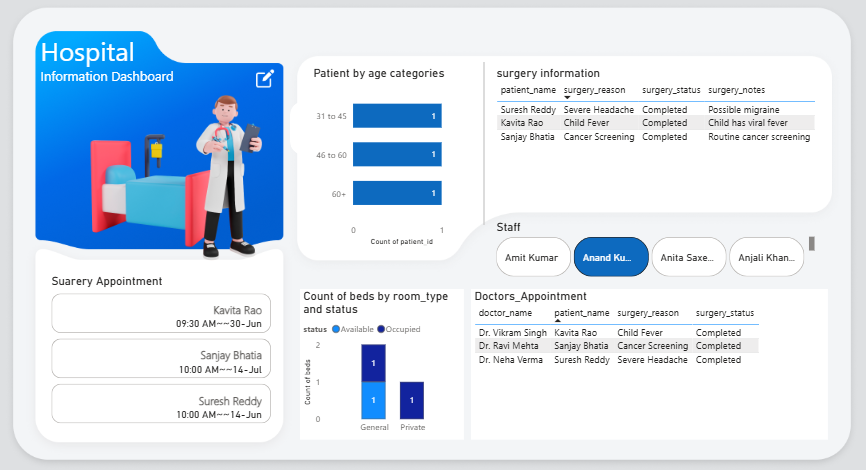 Hospital
Information Dashboard
Suarery Appointment
Kavita Rao
09:30 AM~~30-Jun
Sanjay Bhatia
10:00 AM~~14-Jul
Suresh Reddy
10:00 AM~~14-Jun
Patient by age categories
31 to 45
1
46 to 60
1
60+
1
0 1
Count of patient_id
surgery information
patient_name surgery_reason surgery_status surgery_notes
Suresh Reddy Severe Headache Completed Possible migraine
Kavita Rao Child Fever Completed Child has viral fever
Sanjay Bhatia Cancer Screening Completed Routine cancer screening
Staff
Amit Kumar Anand Ku... Anita Saxe... Anjali Khan...
Count of beds by room_type
and status
status Available Occupied
Count of beds
2
1
0
1
1
1
General Private
Doctors_Appointment
doctor_name patient_name surgery_reason surgery_status
Dr. Vikram Singh Kavita Rao Child Fever Completed
Dr. Ravi Mehta Sanjay Bhatia Cancer Screening Completed
Dr. Neha Verma Suresh Reddy Severe Headache Completed